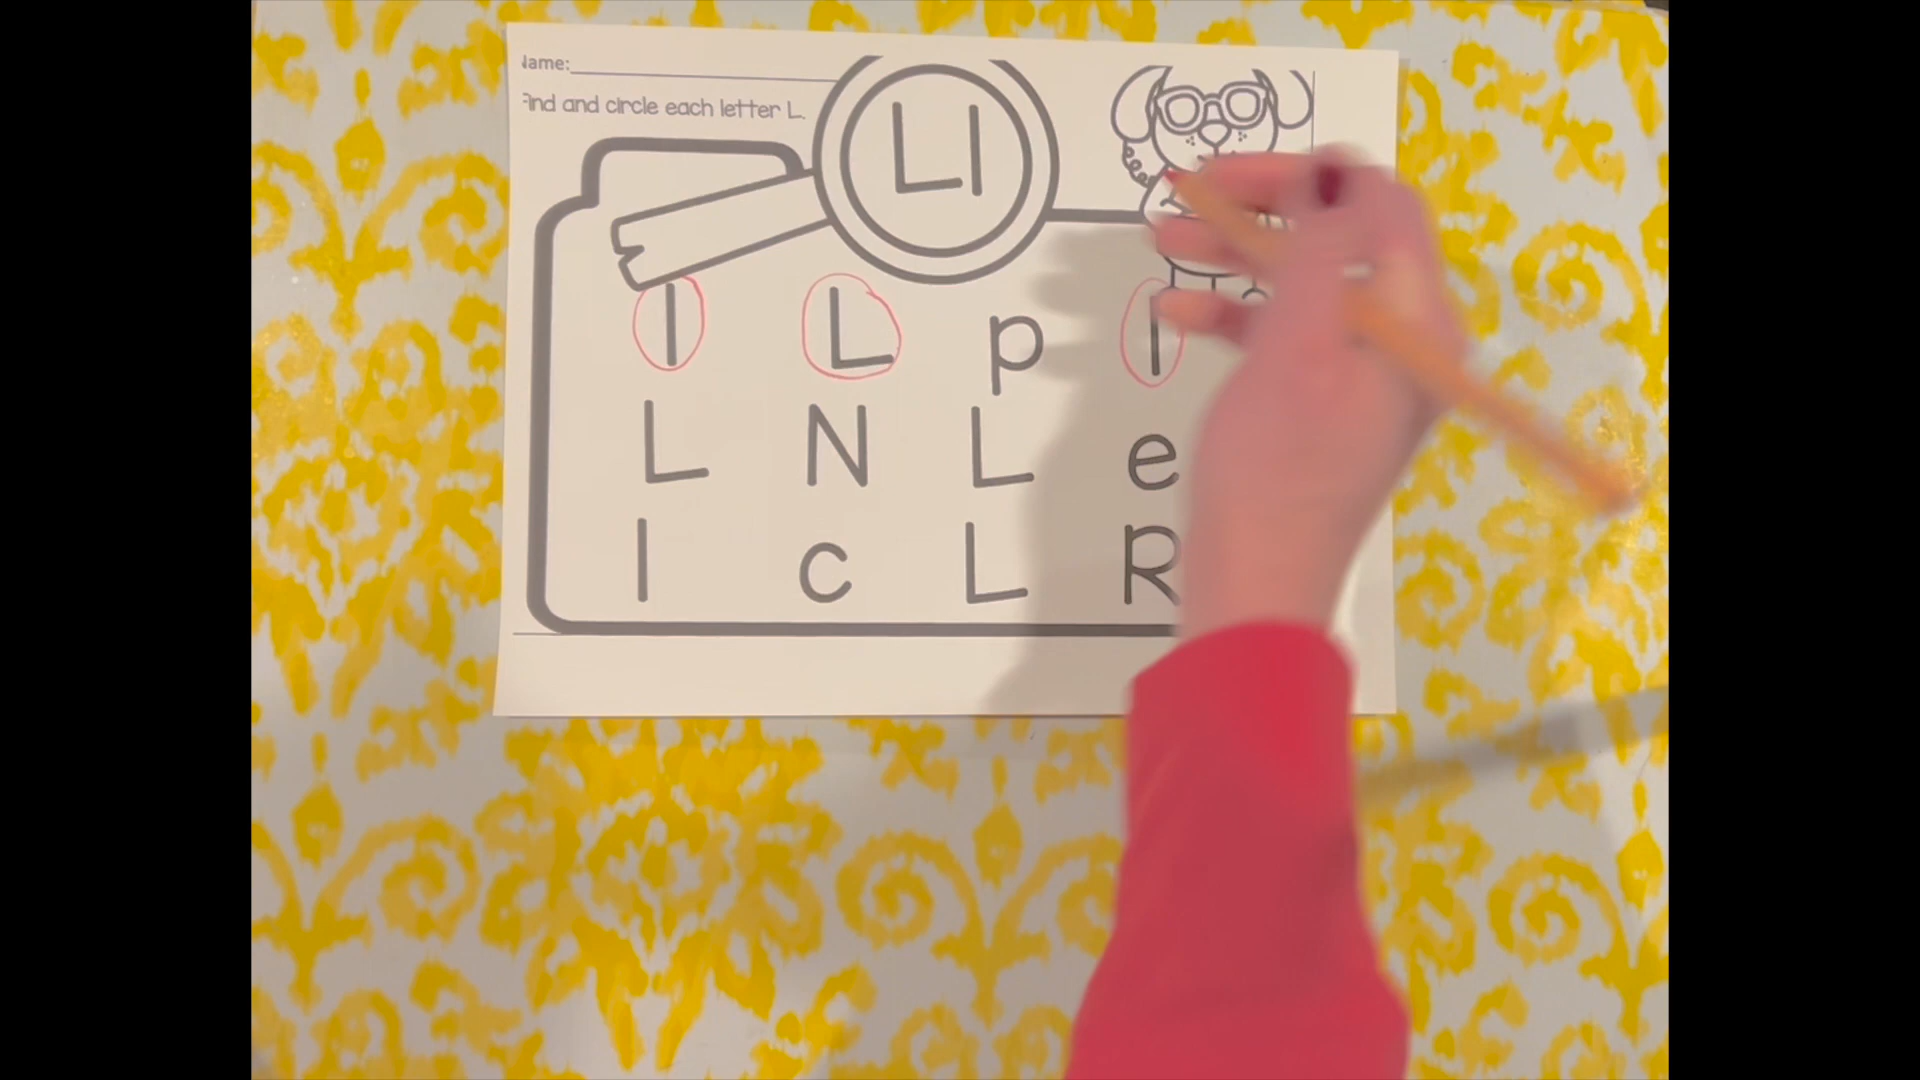 Name:
Find and circle each letter L.
Ll
l L p l
L N L e
l c L R